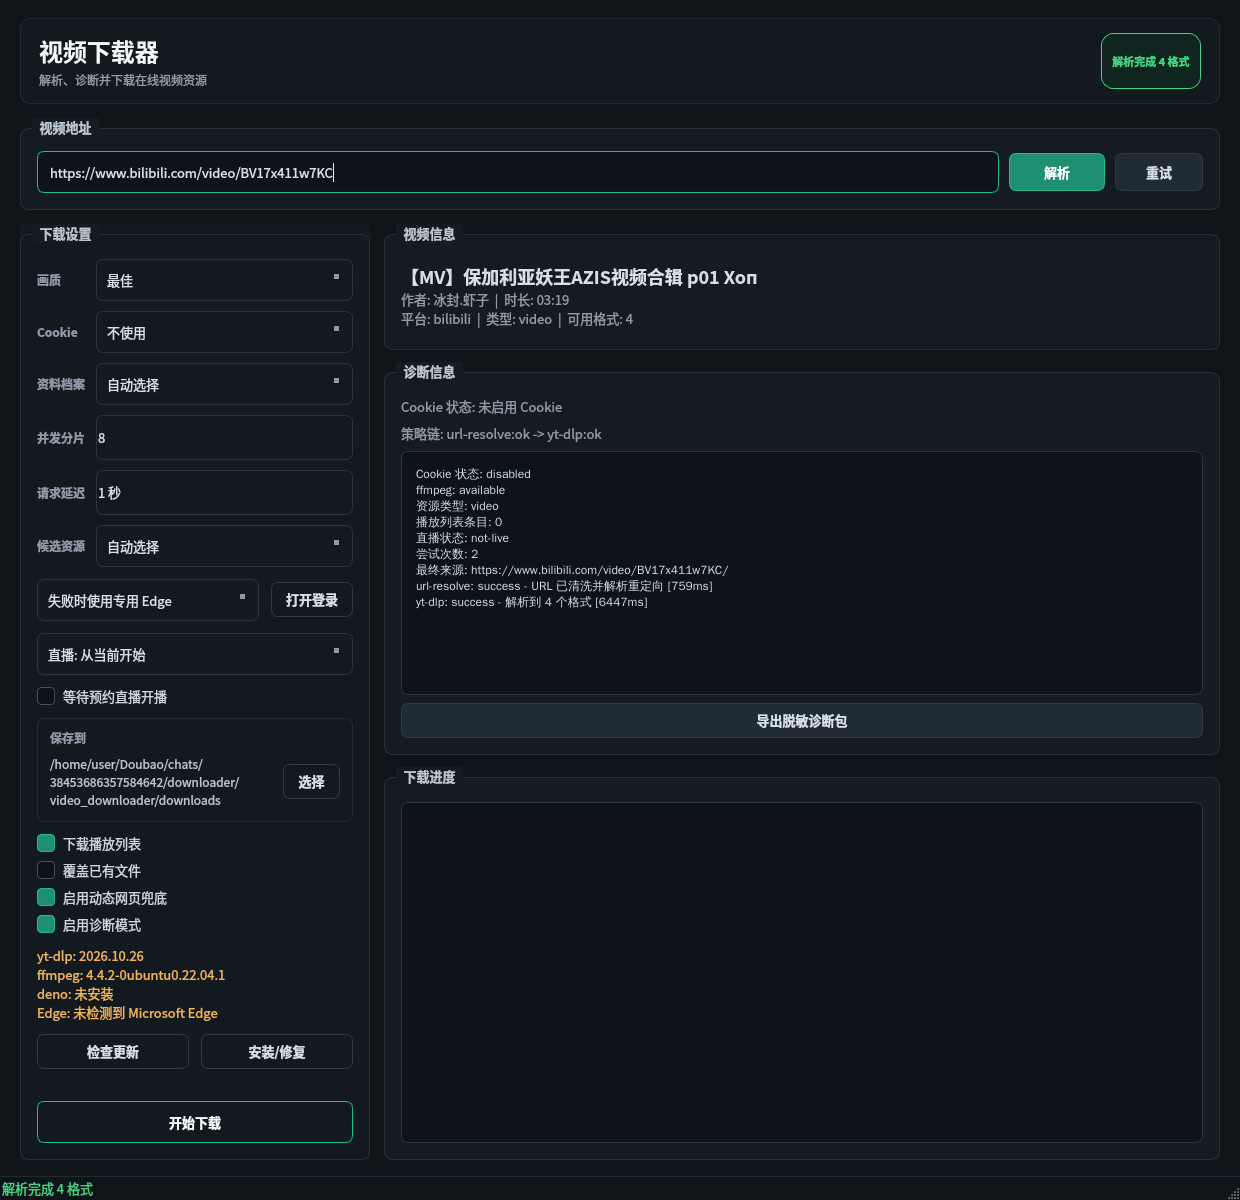 视频下载器
解析、诊断并下载在线视频资源
解析完成 4 格式
视频地址
https://www.bilibili.com/video/BV17x411w7KC
解析
重试
下载设置
画质
最佳
Cookie
不使用
资料档案
自动选择
并发分片
8
请求延迟
1 秒
候选资源
自动选择
失败时使用专用 Edge
打开登录
直播: 从当前开始
等待预约直播开播
保存到
/home/user/Doubao/chats/
38453686357584642/downloader/
video_downloader/downloads
选择
下载播放列表
覆盖已有文件
启用动态网页兜底
启用诊断模式
yt-dlp: 2026.10.26
ffmpeg: 4.4.2-0ubuntu0.22.04.1
deno: 未安装
Edge: 未检测到 Microsoft Edge
检查更新
安装/修复
开始下载
视频信息
【MV】保加利亚妖王AZIS视频合辑 p01 Хоп
作者: 冰封.虾子 | 时长: 03:19
平台: bilibili | 类型: video | 可用格式: 4
诊断信息
Cookie 状态: 未启用 Cookie
策略链: url-resolve:ok -> yt-dlp:ok
Cookie 状态: disabled
ffmpeg: available
资源类型: video
播放列表条目: 0
直播状态: not-live
尝试次数: 2
最终来源: https://www.bilibili.com/video/BV17x411w7KC/
url-resolve: success - URL 已清洗并解析重定向 [759ms]
yt-dlp: success - 解析到 4 个格式 [6447ms]
导出脱敏诊断包
下载进度
解析完成 4 格式